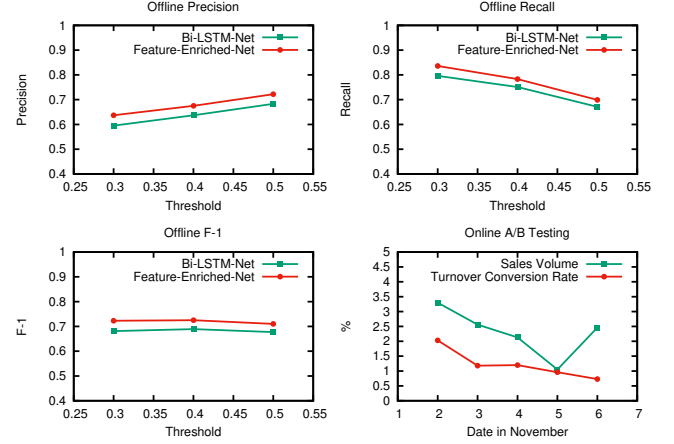 Offline Precision
1
0.9
0.8
0.7
0.6
0.5
0.4
Precision
Bi-LSTM-Net
Feature-Enriched-Net
0.25 0.3 0.35 0.4 0.45 0.5 0.55
Threshold
Offline Recall
1
0.9
0.8
0.7
0.6
0.5
0.4
Recall
Bi-LSTM-Net
Feature-Enriched-Net
0.25 0.3 0.35 0.4 0.45 0.5 0.55
Threshold
Offline F-1
1
0.9
0.8
0.7
0.6
0.5
0.4
F-1
Bi-LSTM-Net
Feature-Enriched-Net
0.25 0.3 0.35 0.4 0.45 0.5 0.55
Threshold
Online A/B Testing
5
4.5
4
3.5
3
2.5
2
1.5
1
0.5
0
%
Sales Volume
Turnover Conversion Rate
1 2 3 4 5 6 7
Date in November